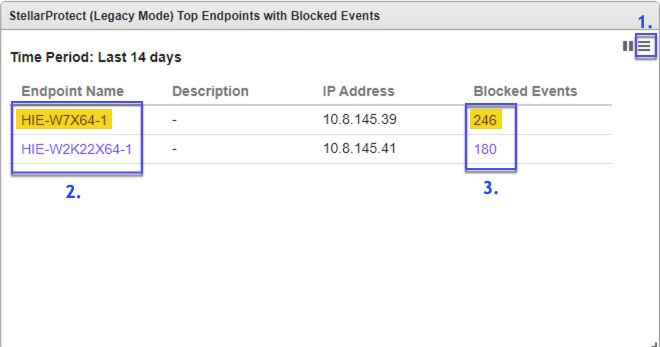 StellarProtect (Legacy Mode) Top Endpoints with Blocked Events
1.
Time Period: Last 14 days
Endpoint Name Description IP Address Blocked Events
HIE-W7X64-1 - 10.8.145.39 246
HIE-W2K22X64-1 - 10.8.145.41 180
2. 3.